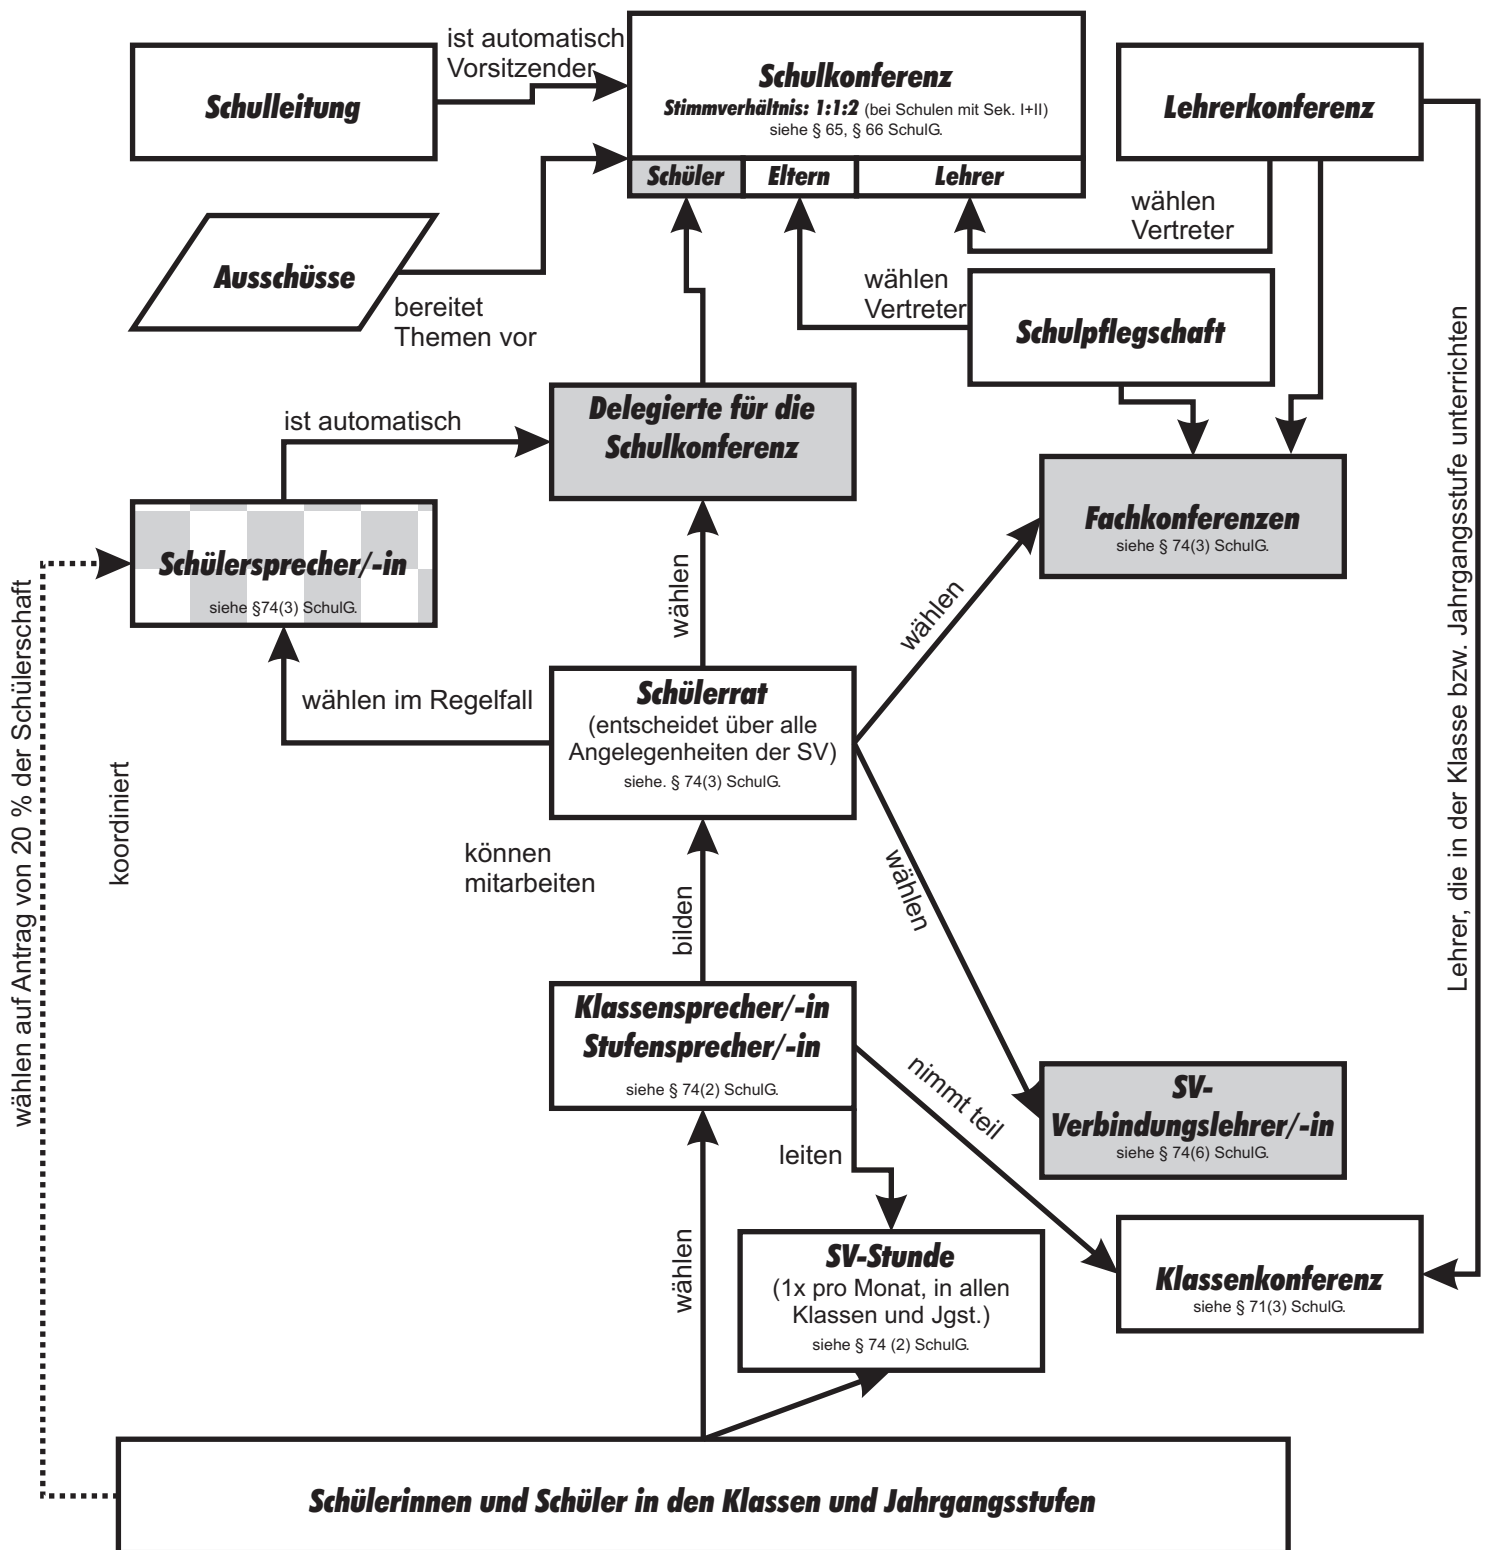 ist automatisch
Vorsitzender
Schulleitung
Schulkonferenz
Stimmverhältnis: 1:1:2 (bei Schulen mit Sek. I+II)
siehe § 65, § 66 SchulG.
Schüler
Eltern
Lehrer
Lehrerkonferenz
wählen
Vertreter
Ausschüsse
bereitet
Themen vor
wählen
Vertreter
Schulpflegschaft
Lehrer, die in der Klasse bzw. Jahrgangsstufe unterrichten
ist automatisch
Delegierte für die
Schulkonferenz
Fachkonferenzen
siehe § 74(3) SchulG.
Schülersprecher/-in
siehe §74(3) SchulG.
wählen
wählen
wählen im Regelfall
Schülerrat
(entscheidet über alle
Angelegenheiten der SV)
siehe. § 74(3) SchulG.
wählen auf Antrag von 20 % der Schülerschaft
koordiniert
können
mitarbeiten
bilden
wählen
Klassensprecher/-in
Stufensprecher/-in
siehe § 74(2) SchulG.
nimmt teil
SV-
Verbindungslehrer/-in
siehe § 74(6) SchulG.
leiten
wählen
SV-Stunde
(1x pro Monat, in allen
Klassen und Jgst.)
siehe § 74 (2) SchulG.
Klassenkonferenz
siehe § 71(3) SchulG.
Schülerinnen und Schüler in den Klassen und Jahrgangsstufen